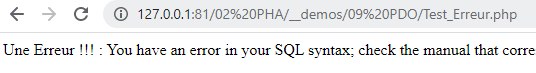 127.0.0.1:81/02%20PHA/__demos/09%20PDO/Test_Erreur.php
Une Erreur !!! : You have an error in your SQL syntax; check the manual that corre